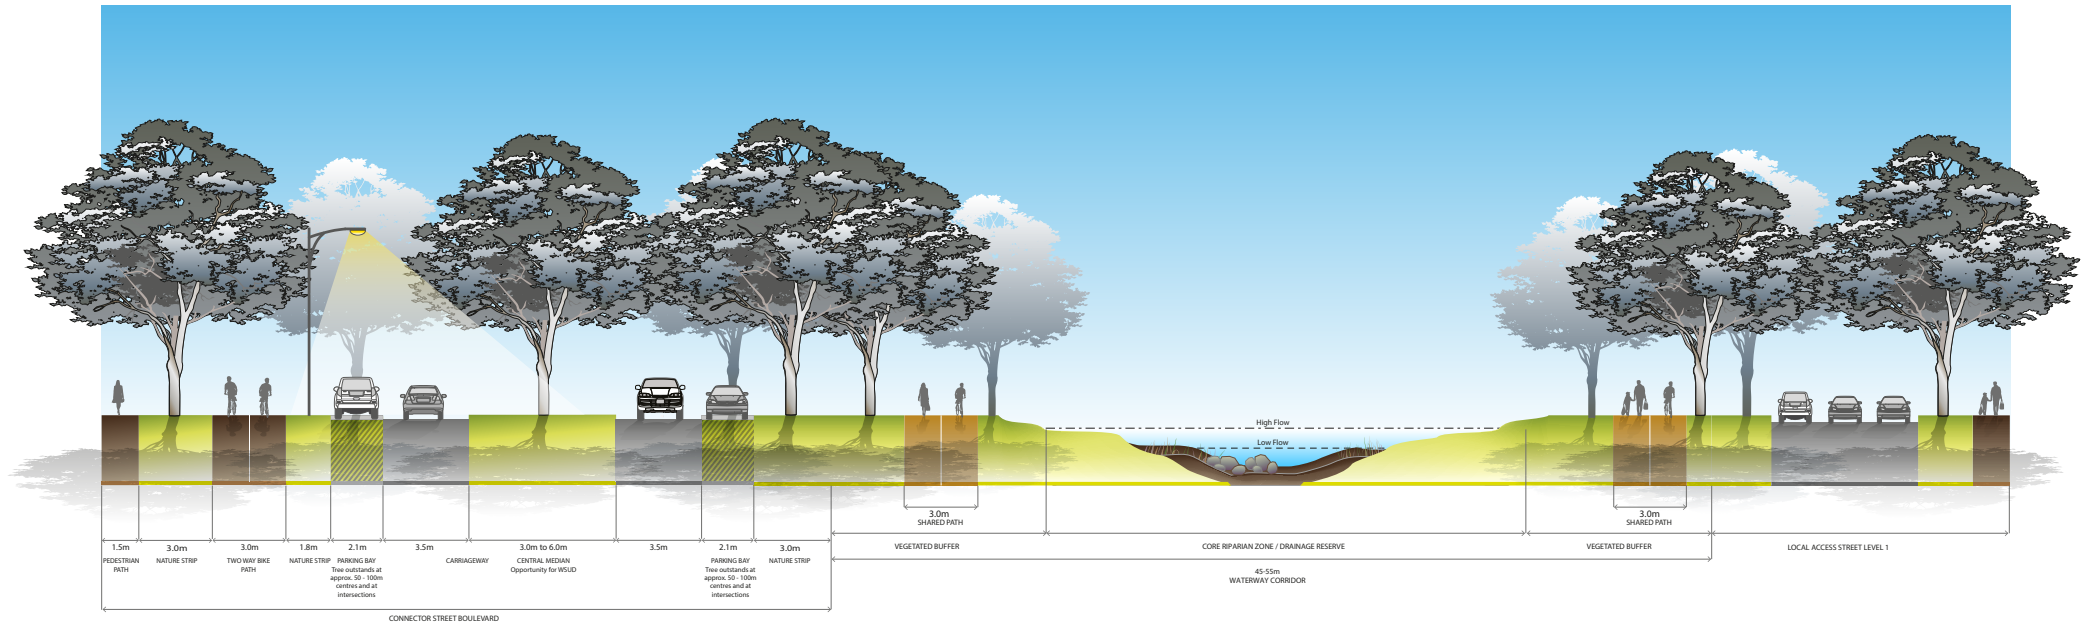 High Flow
Low Flow
3.0m
SHARED PATH
3.0m
SHARED PATH
1.5m
PEDESTRIAN
PATH
3.0m
NATURE STRIP
3.0m
TWO WAY BIKE
PATH
1.8m
NATURE STRIP
2.1m
PARKING BAY
Tree outstands at
approx. 50 - 100m
centres and at
intersections
3.5m
CARRIAGEWAY
3.0m to 6.0m
CENTRAL MEDIAN
Opportunity for WSUD
3.5m
2.1m
PARKING BAY
Tree outstands at
approx. 50 - 100m
centres and at
intersections
3.0m
NATURE STRIP
VEGETATED BUFFER
CORE RIPARIAN ZONE / DRAINAGE RESERVE
VEGETATED BUFFER
LOCAL ACCESS STREET LEVEL 1
45-55m
WATERWAY CORRIDOR
CONNECTOR STREET BOULEVARD